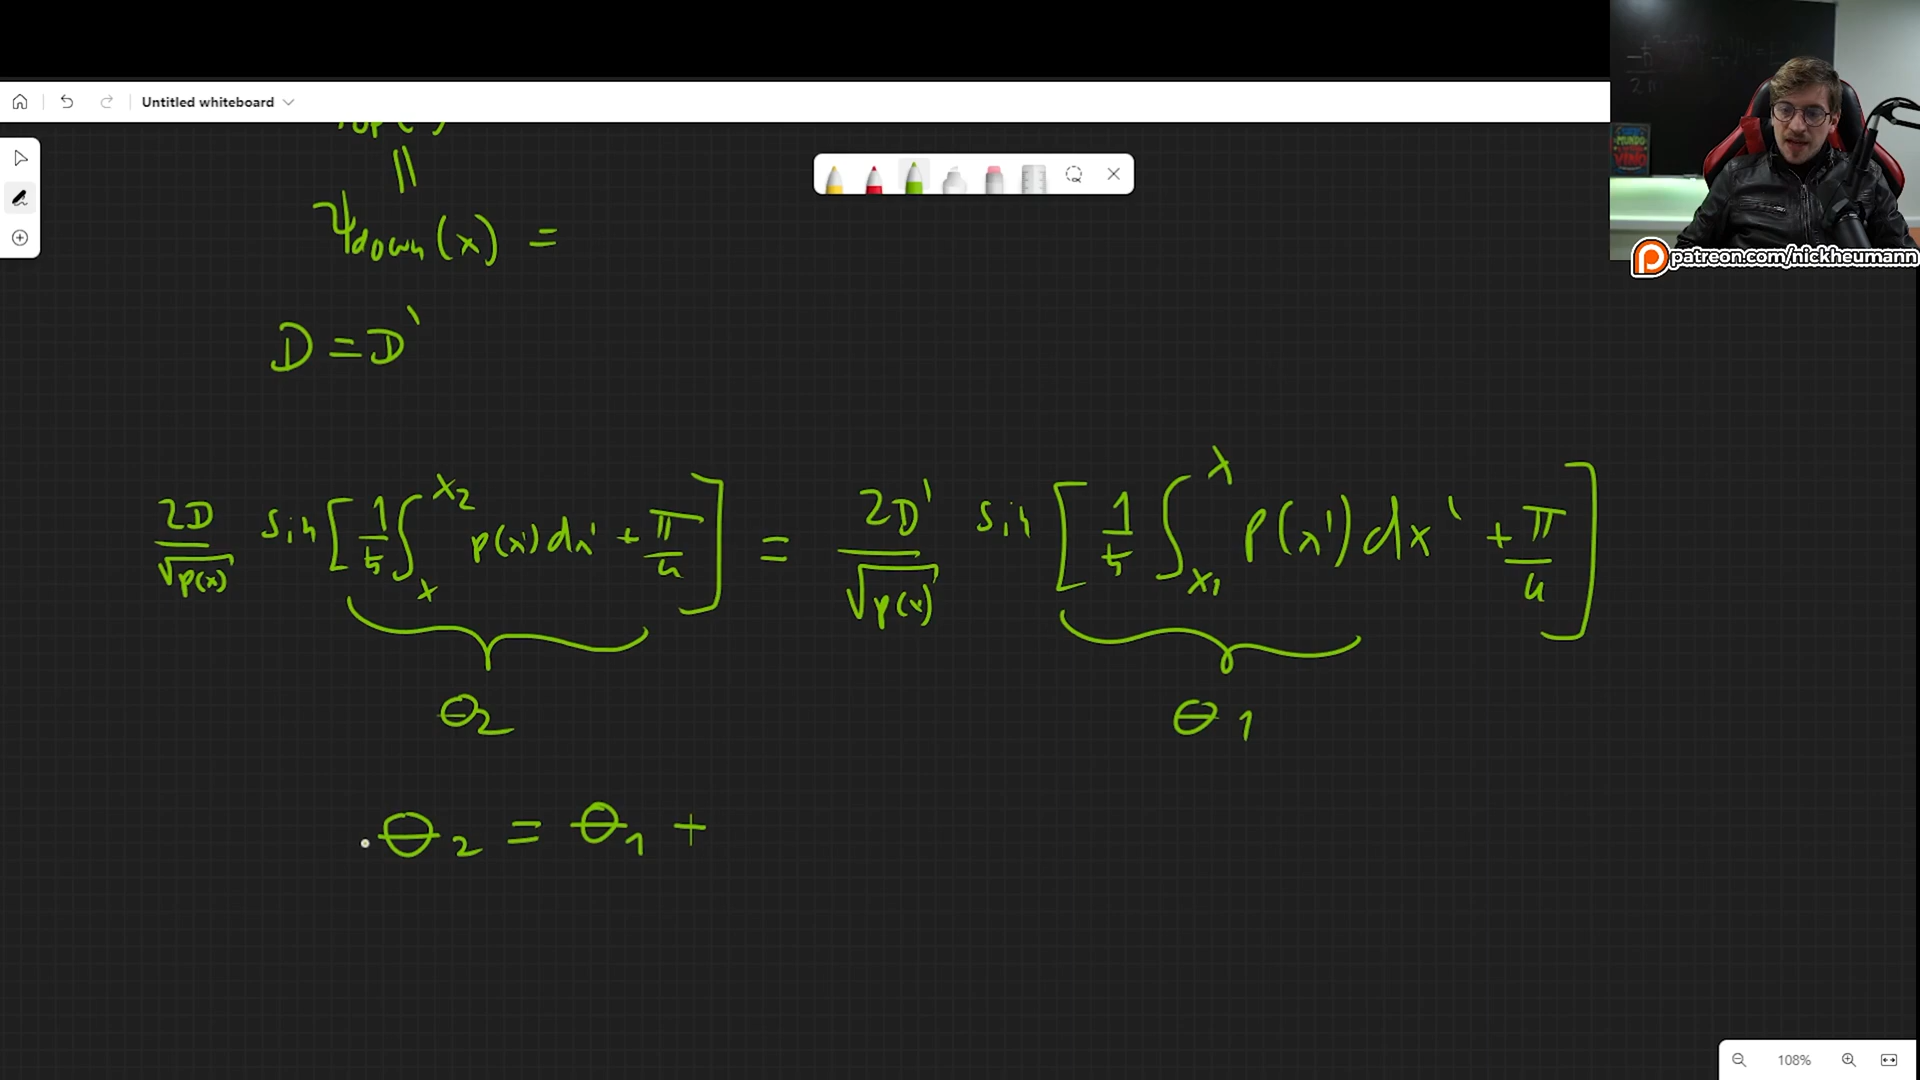 Untitled whiteboard
ψdown(x) =
D = D'
2D/√p(x) sin[1/ħ ∫_x^{x2} p(x')dx' + π/4] = 2D'/√p(x) sin[1/ħ ∫_{x1}^x p(x')dx' + π/4]
θ2
θ1
θ2 = θ1 +
patreon.com/nickheumann
108%